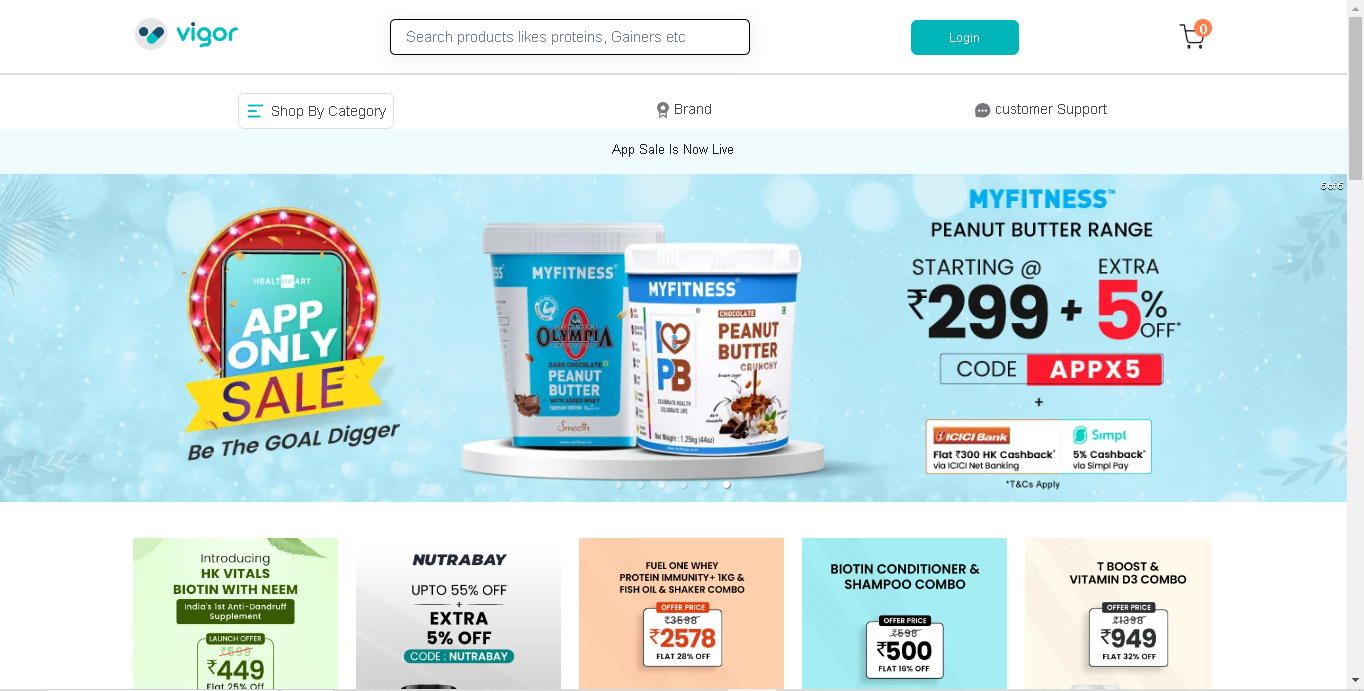 vigor
Search products likes proteins, Gainers etc
Login
0
Shop By Category
Brand
customer Support
App Sale Is Now Live
6 of 6
HEALTHKART
APP
ONLY
SALE
Be The GOAL Digger
MYFITNESS
OLYMPIA
DARK CHOCOLATE
PEANUT
BUTTER
WITH ADDED WHEY
Smooth
MYFITNESS
CHOCOLATE
PEANUT
BUTTER
CRUNCHY
I
PB
brown sugar
dark chocolate
CELEBRATE HEALTH
CELEBRATE LIFE
Net Weight : 1.25kg (44oz)
MYFITNESS™
PEANUT BUTTER RANGE
STARTING @
₹299
+
EXTRA
5%
OFF*
CODE APPX5
+
ICICI Bank
Flat ₹300 HK Cashback*
via ICICI Net Banking
Simpl
5% Cashback*
via Simpl Pay
*T&Cs Apply
Introducing
HK VITALS
BIOTIN WITH NEEM
India's 1st Anti-Dandruff
Supplement
LAUNCH OFFER
₹599
₹449
Flat 25% Off
NUTRABAY
UPTO 55% OFF
+
EXTRA
5% OFF
CODE : NUTRABAY
FUEL ONE WHEY
PROTEIN IMMUNITY+ 1KG &
FISH OIL & SHAKER COMBO
OFFER PRICE
₹3598
₹2578
FLAT 28% OFF
BIOTIN CONDITIONER &
SHAMPOO COMBO
OFFER PRICE
₹598
₹500
FLAT 16% OFF
T BOOST &
VITAMIN D3 COMBO
OFFER PRICE
₹1398
₹949
FLAT 32% OFF